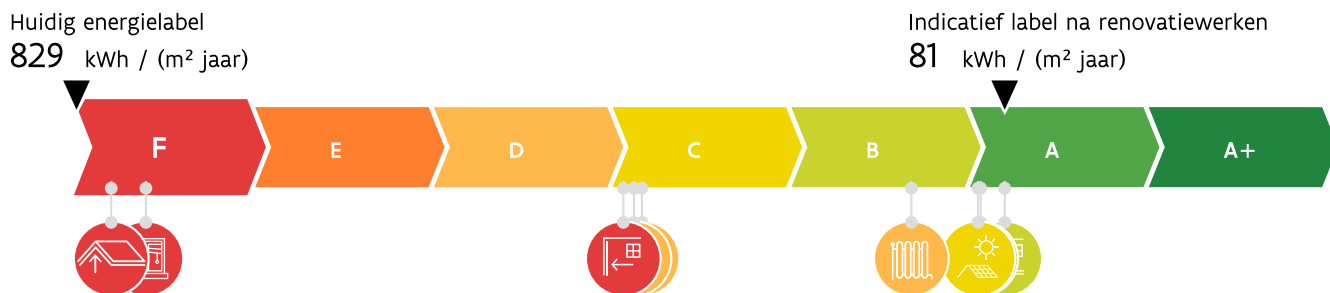 Huidig energielabel
829 kWh / (m² jaar)
Indicatief label na renovatiewerken
81 kWh / (m² jaar)
F E D C B A A+